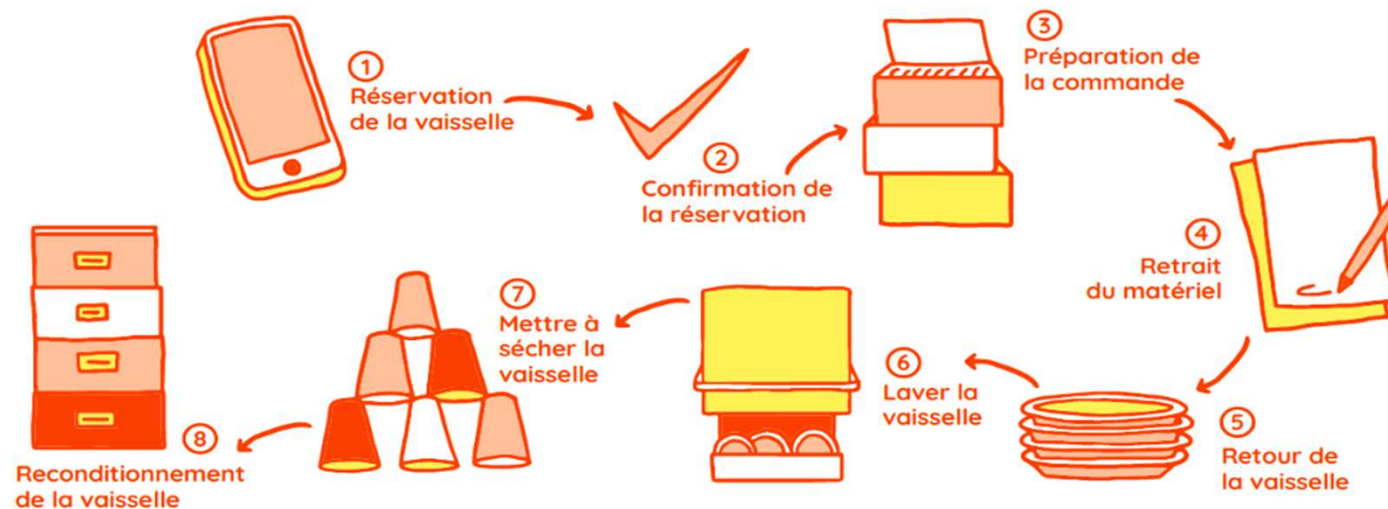 1
Réservation
de la vaisselle
2
Confirmation de
la réservation
3
Préparation de
la commande
4
Retrait
du matériel
5
Retour de
la vaisselle
6
Laver la
vaisselle
7
Mettre à
sécher la
vaisselle
8
Reconditionnement
de la vaisselle